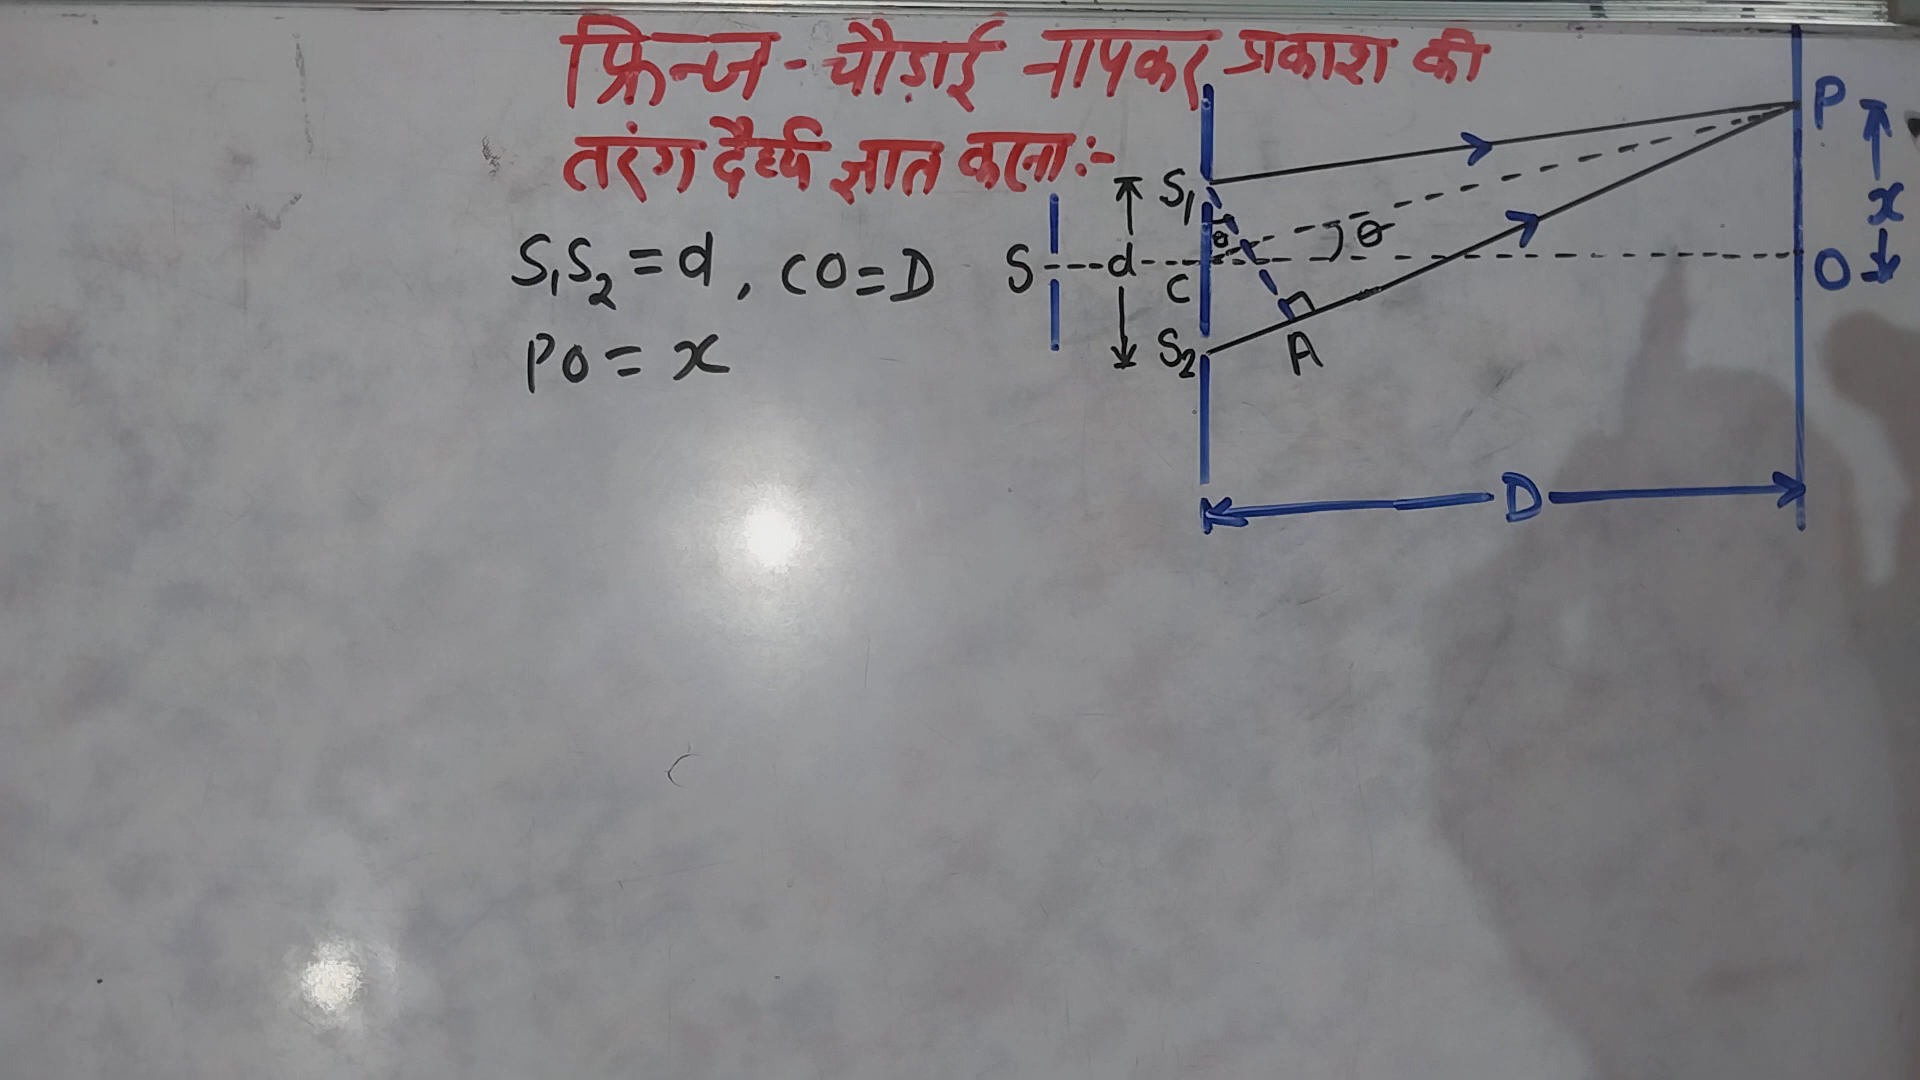 फ्रिन्ज-चौड़ाई नापकर प्रकाश की
तरंग दैर्ध्य ज्ञात करना:-
S₁S₂ = d, CO = D
PO = x
P
x
O
S₁
θ
θ
S
d
C
S₂
A
D